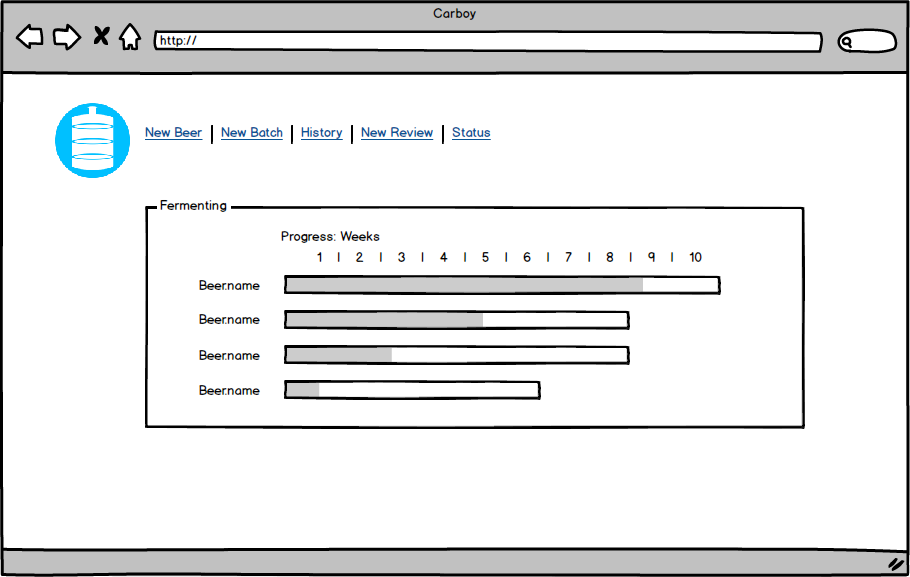 Carboy
http://
New Beer | New Batch | History | New Review | Status
Fermenting
Progress: Weeks
1 | 2 | 3 | 4 | 5 | 6 | 7 | 8 | 9 | 10
Beer.name
Beer.name
Beer.name
Beer.name